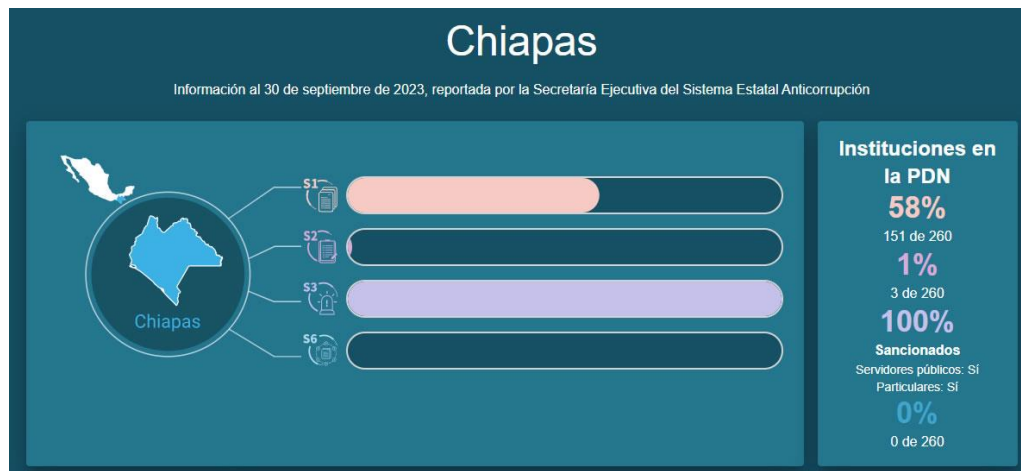 Chiapas
Información al 30 de septiembre de 2023, reportada por la Secretaría Ejecutiva del Sistema Estatal Anticorrupción
S1
S2
S3
S6
Chiapas
Instituciones en
la PDN
58%
151 de 260
1%
3 de 260
100%
Sancionados
Servidores públicos: Sí
Particulares: Sí
0%
0 de 260